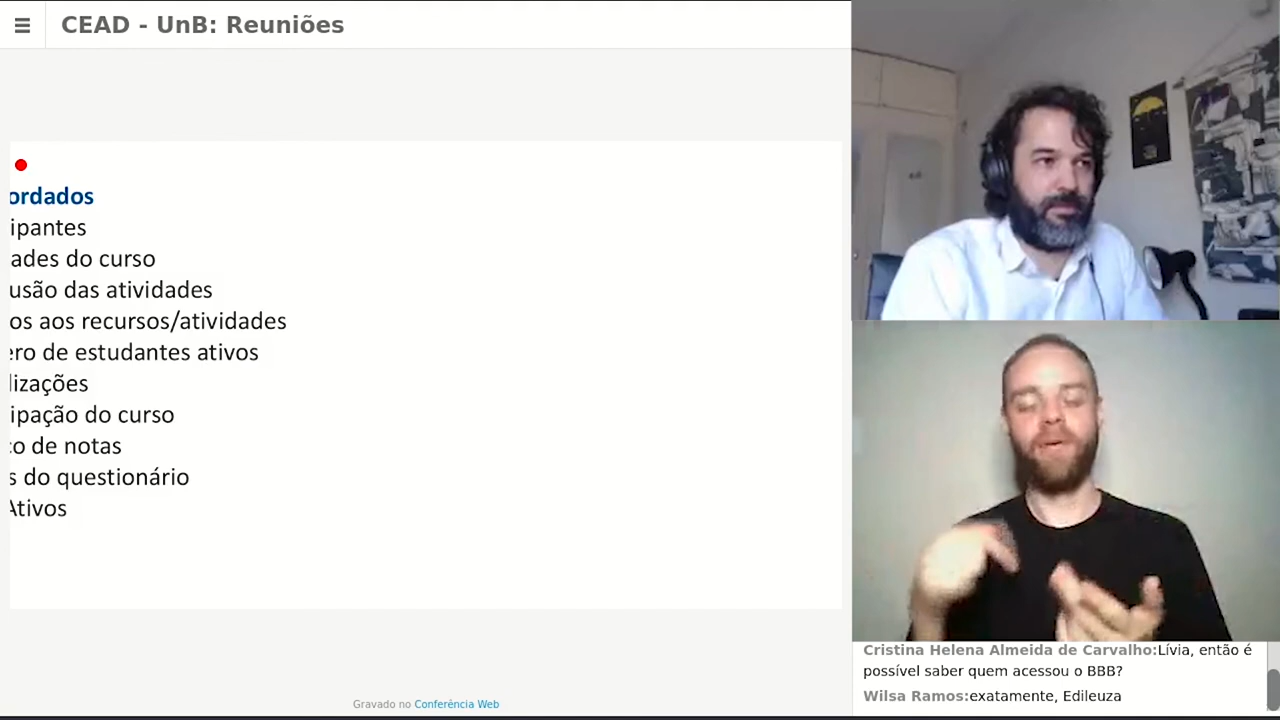 CEAD - UnB: Reuniões
ordados
ipantes
ades do curso
usão das atividades
os aos recursos/atividades
ero de estudantes ativos
lizações
ipação do curso
o de notas
s do questionário
Ativos
Gravado no Conferência Web
Cristina Helena Almeida de Carvalho:Lívia, então é
possível saber quem acessou o BBB?
Wilsa Ramos:exatamente, Edileuza